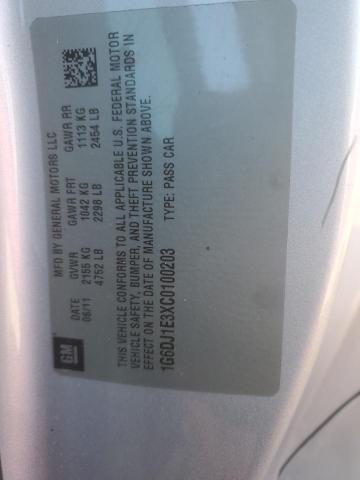 MFD BY GENERAL MOTORS LLC
DATE GVWR GAWR FRT GAWR RR
06/11 2155 KG 1042 KG 1113 KG
4752 LB 2298 LB 2454 LB
THIS VEHICLE CONFORMS TO ALL APPLICABLE U.S. FEDERAL MOTOR
VEHICLE SAFETY, BUMPER, AND THEFT PREVENTION STANDARDS IN
EFFECT ON THE DATE OF MANUFACTURE SHOWN ABOVE.
1G6DJ1E3XC0100203 TYPE: PASS CAR
GM